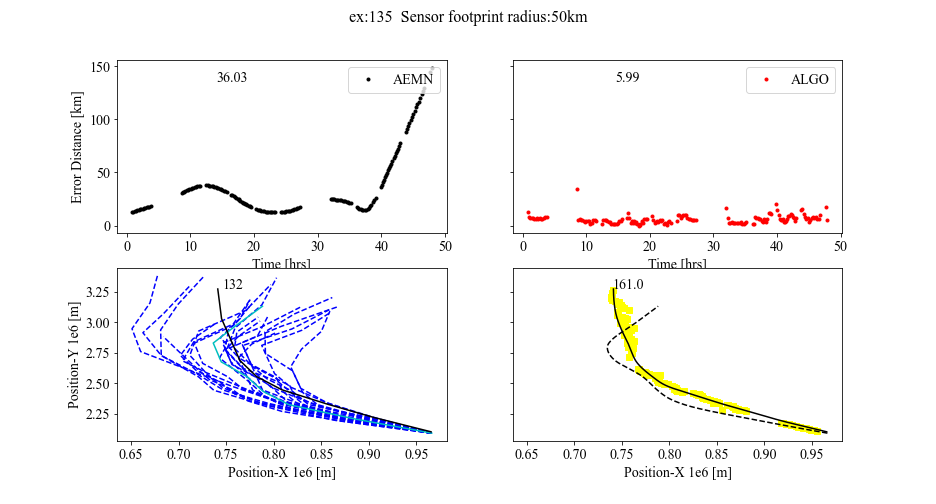 ex:135  Sensor footprint radius:50km
150
100
50
0
Error Distance [km]
36.03
AEMN
0 10 20 30 40 50
Time [hrs]
5.99
ALGO
0 10 20 30 40 50
Time [hrs]
3.25
3.00
2.75
2.50
2.25
Position-Y 1e6 [m]
132
0.65 0.70 0.75 0.80 0.85 0.90 0.95
Position-X 1e6 [m]
161.0
0.65 0.70 0.75 0.80 0.85 0.90 0.95
Position-X 1e6 [m]